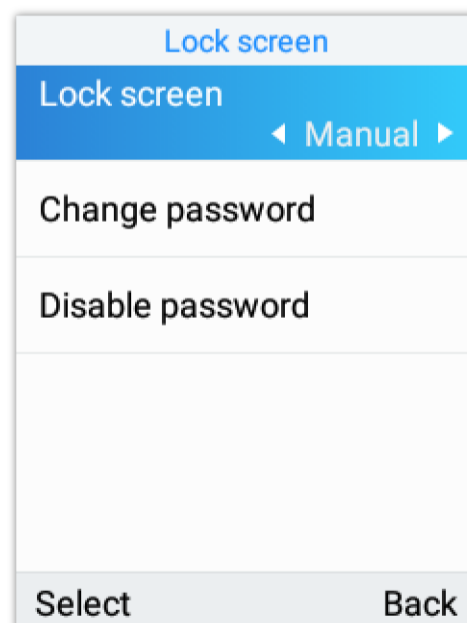 Lock screen
Lock screen
Manual
Change password
Disable password
Select Back